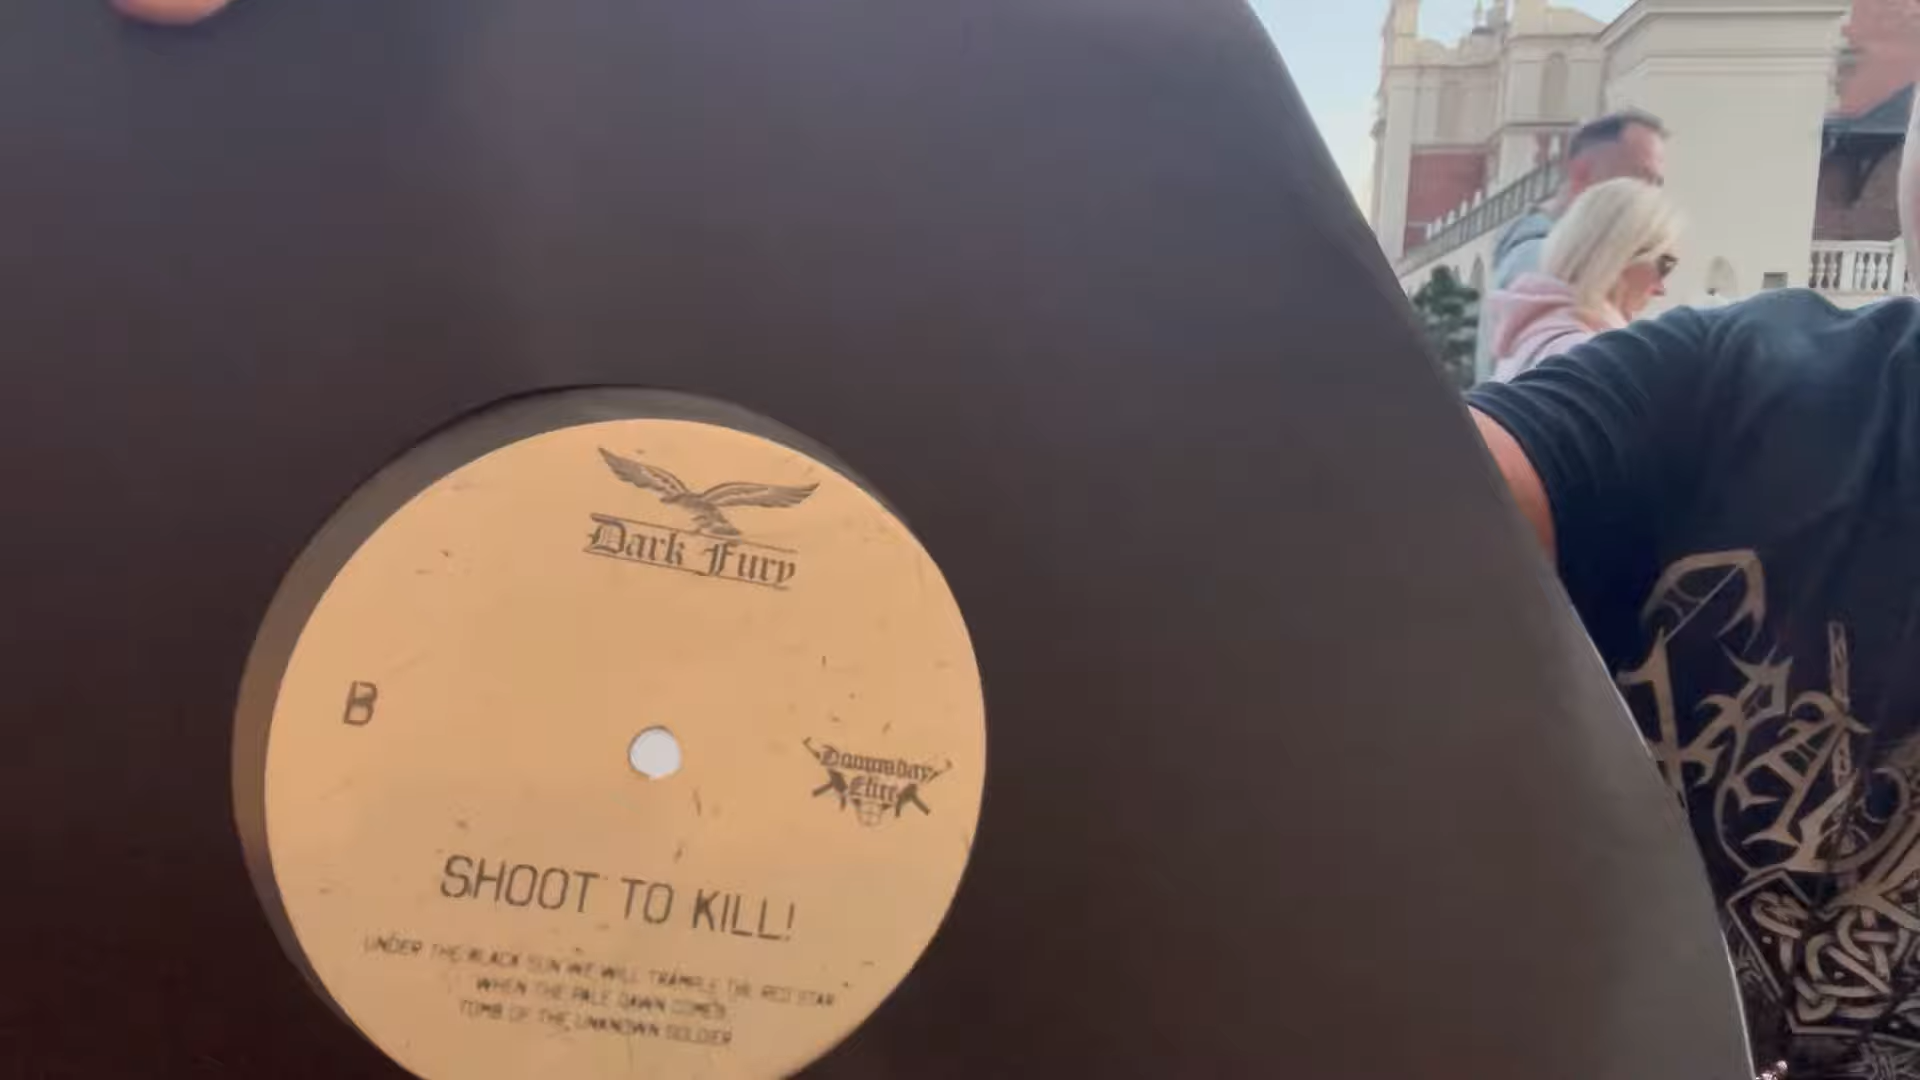 Dark Fury
B
Doomsday
Elite
SHOOT TO KILL!
UNDER THE BLACK SUN WE WILL TRAMPLE THE RED STAR
WHEN THE PALE DAWN COMES
TOMB OF THE UNKNOWN SOLDIER